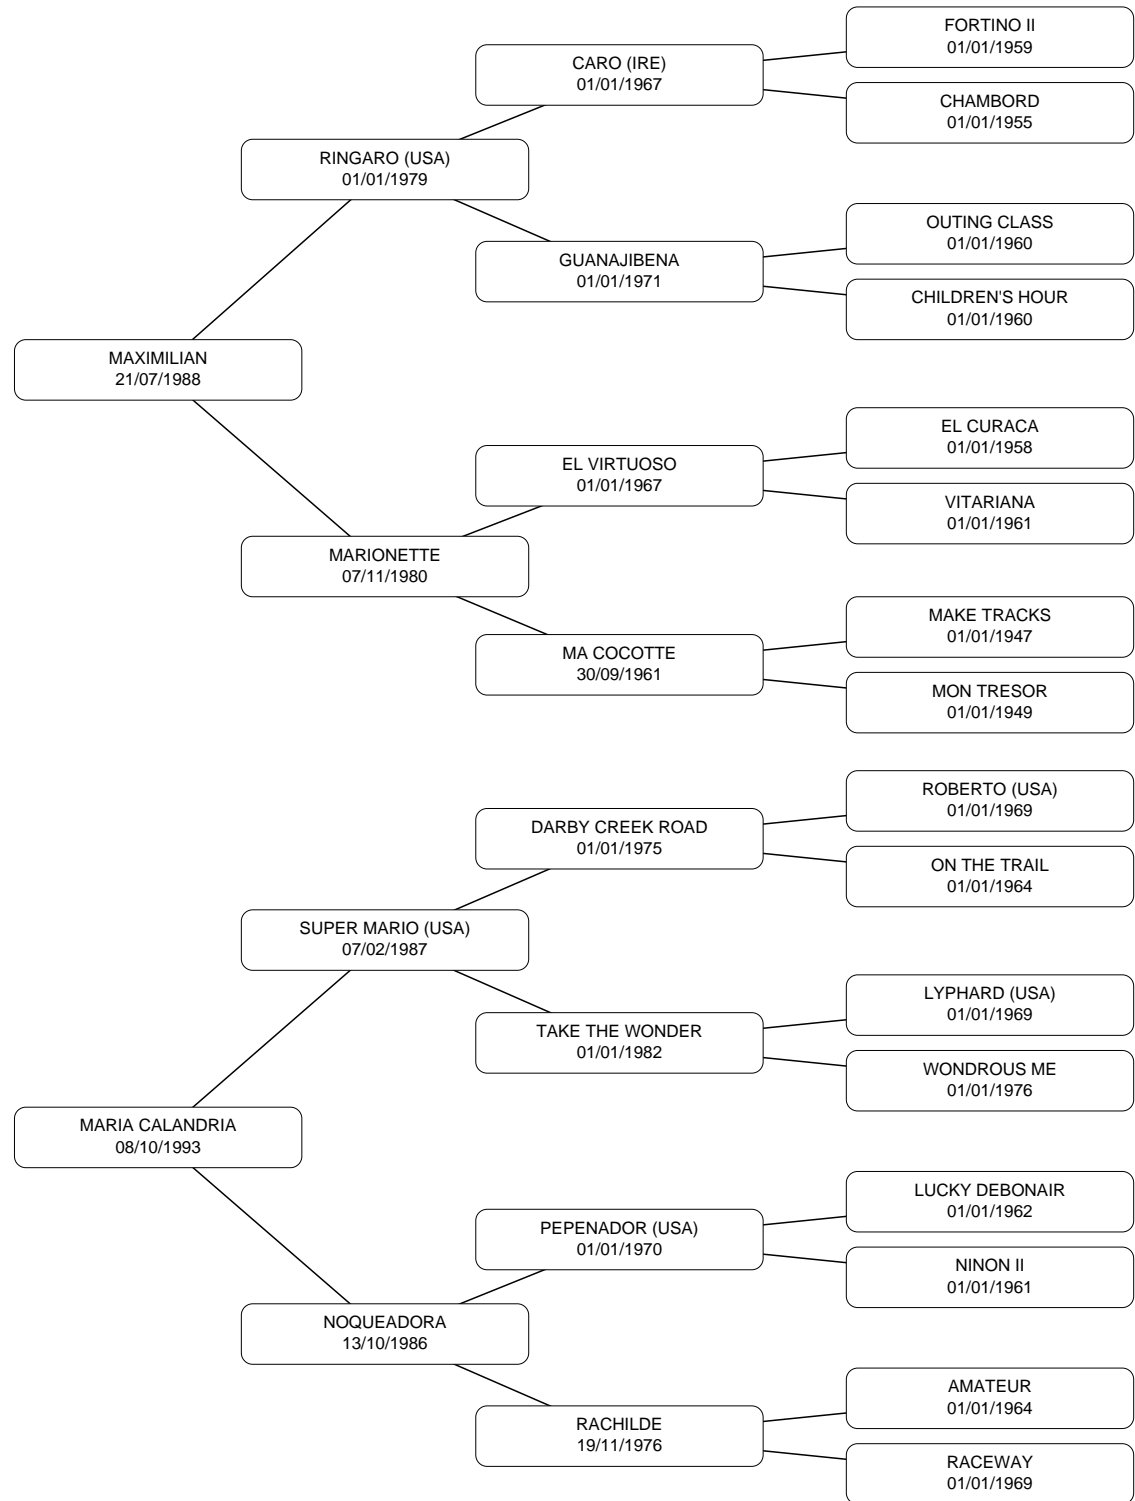 FORTINO II
01/01/1959
CARO (IRE)
01/01/1967
CHAMBORD
01/01/1955
RINGARO (USA)
01/01/1979
OUTING CLASS
01/01/1960
GUANAJIBENA
01/01/1971
CHILDREN'S HOUR
01/01/1960
MAXIMILIAN
21/07/1988
EL CURACA
01/01/1958
EL VIRTUOSO
01/01/1967
VITARIANA
01/01/1961
MARIONETTE
07/11/1980
MAKE TRACKS
01/01/1947
MA COCOTTE
30/09/1961
MON TRESOR
01/01/1949
ROBERTO (USA)
01/01/1969
DARBY CREEK ROAD
01/01/1975
ON THE TRAIL
01/01/1964
SUPER MARIO (USA)
07/02/1987
LYPHARD (USA)
01/01/1969
TAKE THE WONDER
01/01/1982
WONDROUS ME
01/01/1976
MARIA CALANDRIA
08/10/1993
LUCKY DEBONAIR
01/01/1962
PEPENADOR (USA)
01/01/1970
NINON II
01/01/1961
NOQUEADORA
13/10/1986
AMATEUR
01/01/1964
RACHILDE
19/11/1976
RACEWAY
01/01/1969